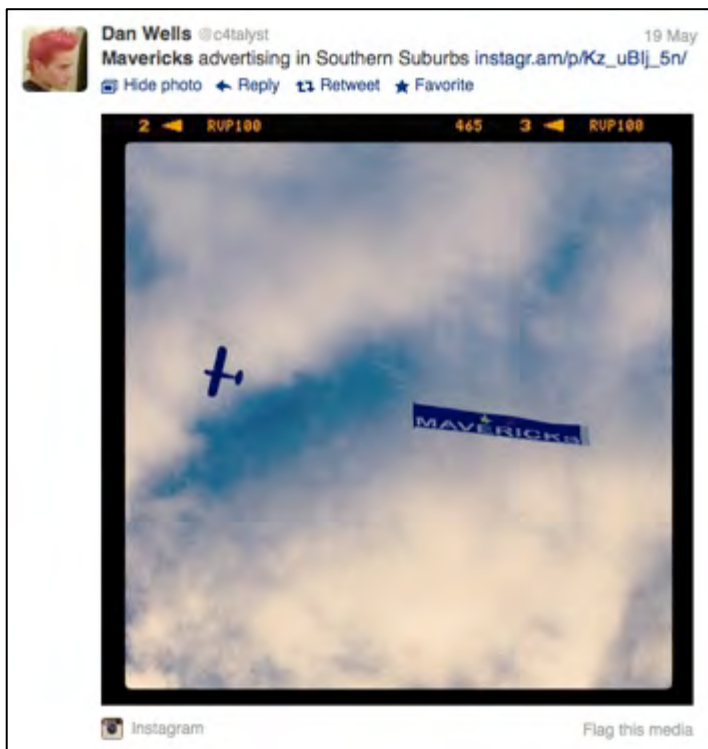 Dan Wells @c4talyst 19 May
Mavericks advertising in Southern Suburbs instagr.am/p/Kz_uBIj_5n/
Hide photo Reply Retweet Favorite
2 RVP100 465 3 RVP100
MAVERICKS
Instagram Flag this media